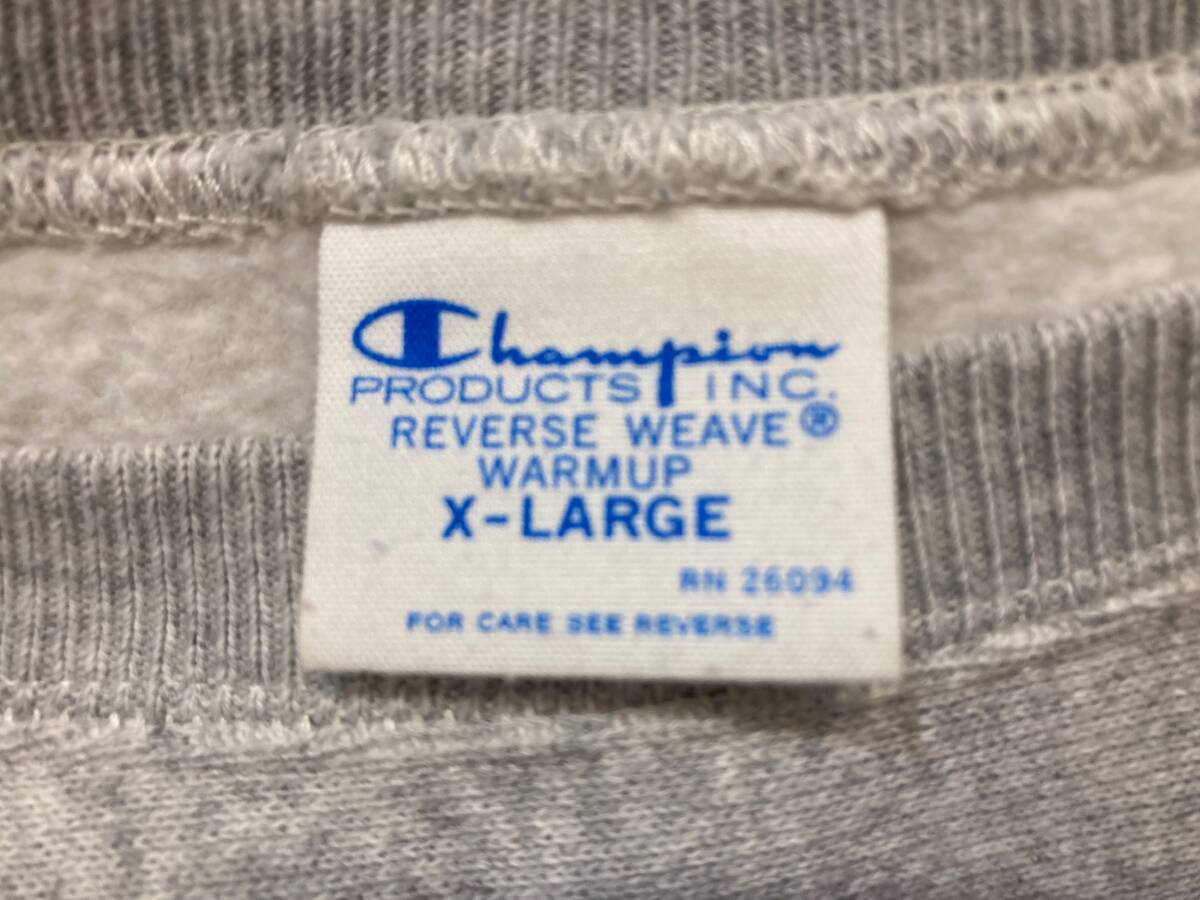 Champion
PRODUCTS INC.
REVERSE WEAVE®
WARMUP
X-LARGE
RN 26094
FOR CARE SEE REVERSE